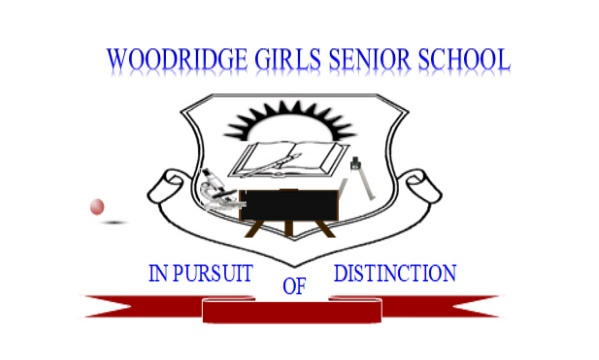 WOODRIDGE GIRLS SENIOR SCHOOL
IN PURSUIT OF DISTINCTION